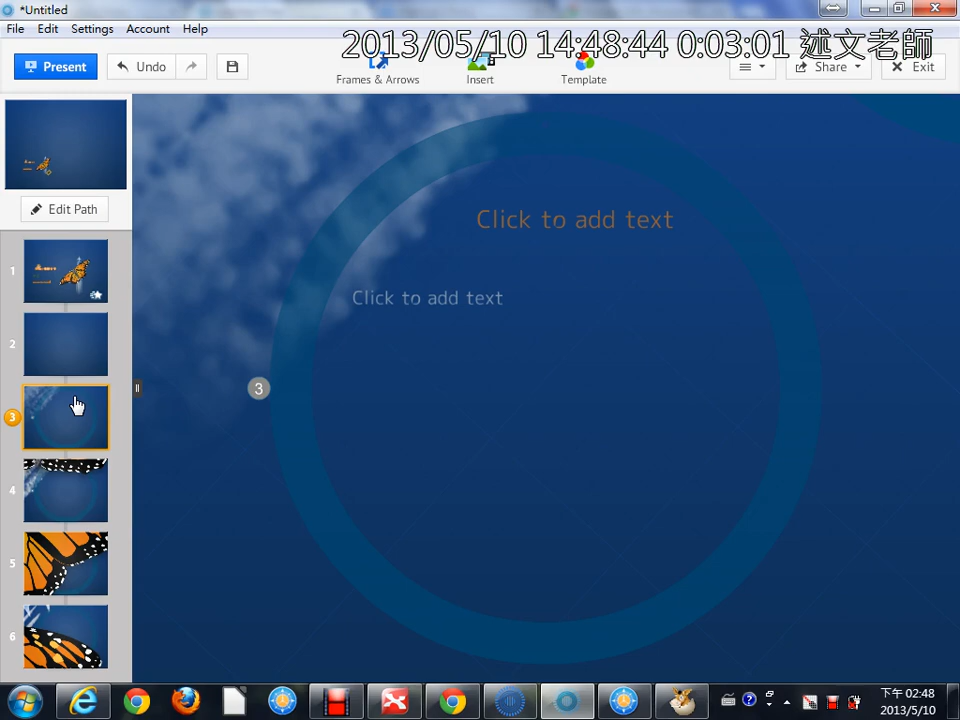 *Untitled
File Edit Settings Account Help
2013/05/10 14:48:44 0:03:01 述文老師
Present Undo Frames & Arrows Insert Template Share Exit
Edit Path
1
2
3
4
5
6
Click to add text
Click to add text
3
下午 02:48
2013/5/10